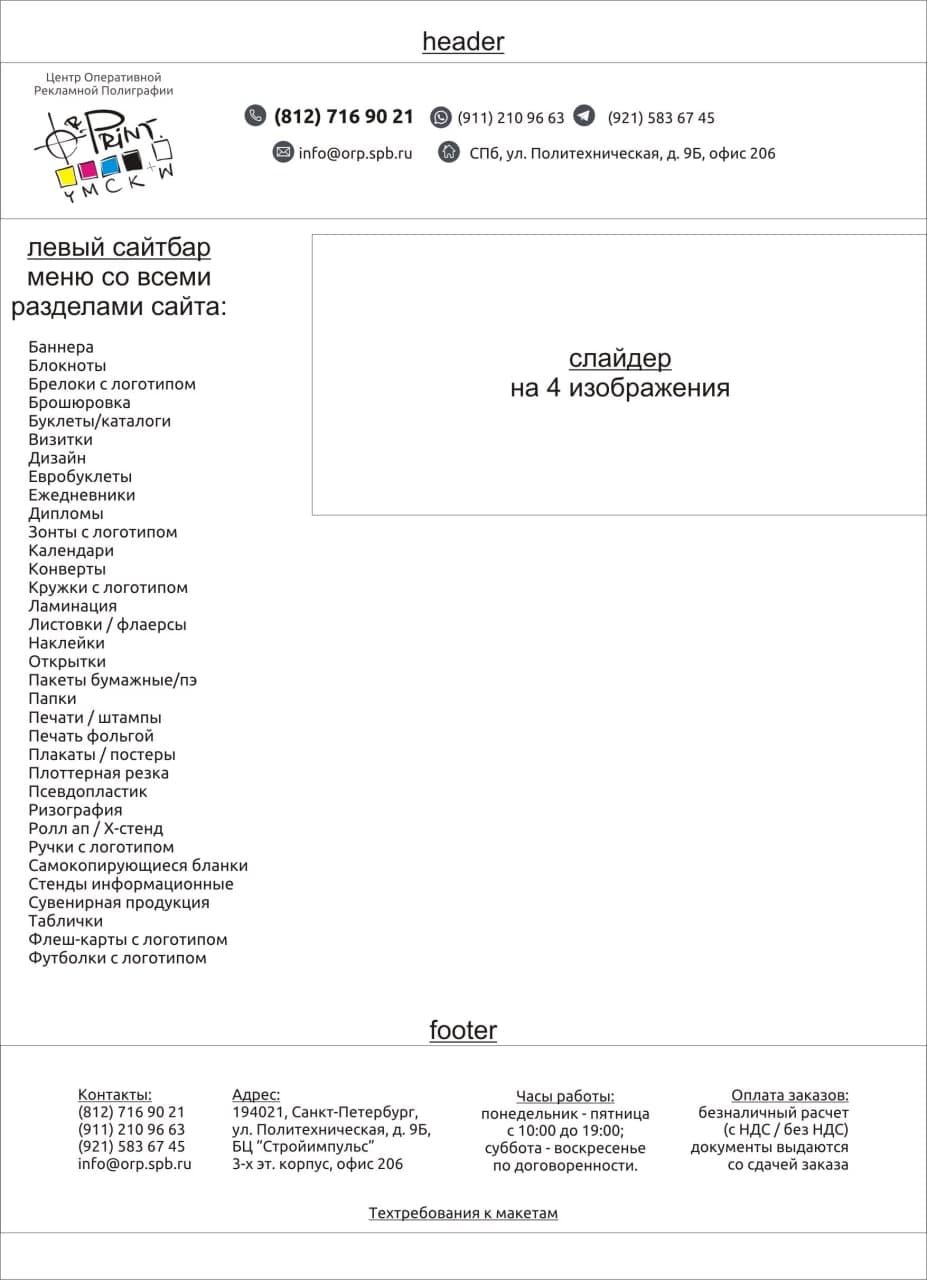 header
Центр Оперативной
Рекламной Полиграфии
OR-PRiNT.
YMCK+W
(812) 716 90 21 (911) 210 96 63 (921) 583 67 45
info@orp.spb.ru СПб, ул. Политехническая, д. 9Б, офис 206
левый сайтбар
меню со всеми
разделами сайта:
Баннера
Блокноты
Брелоки с логотипом
Брошюровка
Буклеты/каталоги
Визитки
Дизайн
Евробуклеты
Ежедневники
Дипломы
Зонты с логотипом
Календари
Конверты
Кружки с логотипом
Ламинация
Листовки / флаерсы
Наклейки
Открытки
Пакеты бумажные/пэ
Папки
Печати / штампы
Печать фольгой
Плакаты / постеры
Плоттерная резка
Псевдопластик
Ризография
Ролл ап / Х-стенд
Ручки с логотипом
Самокопирующиеся бланки
Стенды информационные
Сувенирная продукция
Таблички
Флеш-карты с логотипом
Футболки с логотипом
слайдер
на 4 изображения
footer
Контакты:
(812) 716 90 21
(911) 210 96 63
(921) 583 67 45
info@orp.spb.ru
Адрес:
194021, Санкт-Петербург,
ул. Политехническая, д. 9Б,
БЦ "Стройимпульс"
3-х эт. корпус, офис 206
Часы работы:
понедельник - пятница
с 10:00 до 19:00;
суббота - воскресенье
по договоренности.
Оплата заказов:
безналичный расчет
(с НДС / без НДС)
документы выдаются
со сдачей заказа
Техтребования к макетам